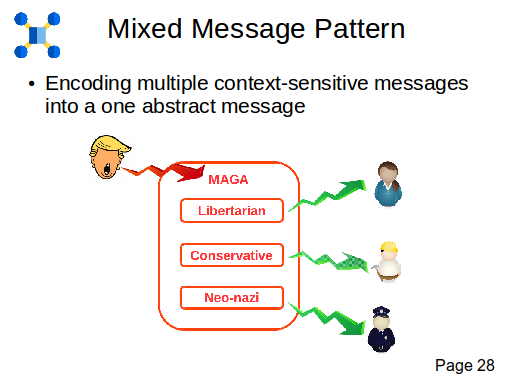 Mixed Message Pattern
• Encoding multiple context-sensitive messages
into a one abstract message
MAGA
Libertarian
Conservative
Neo-nazi
Page 28